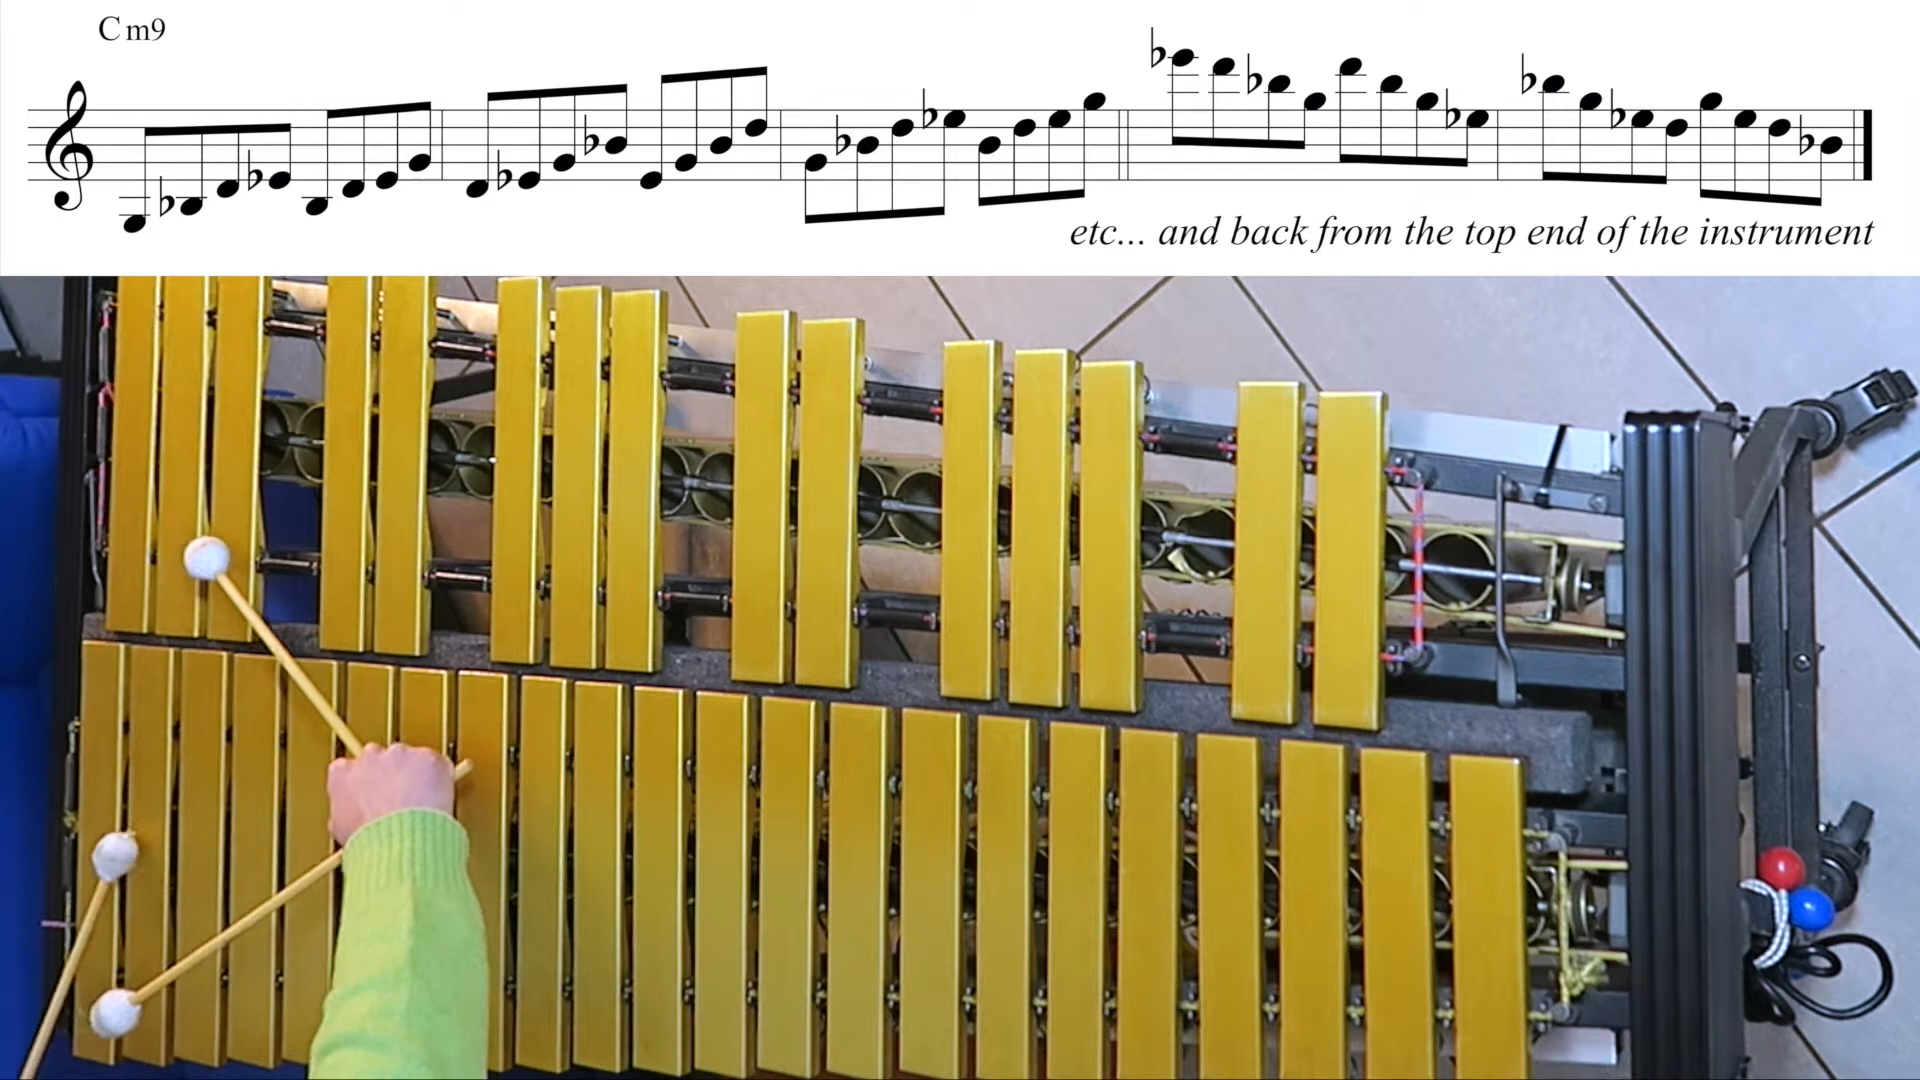 C m9
etc... and back from the top end of the instrument